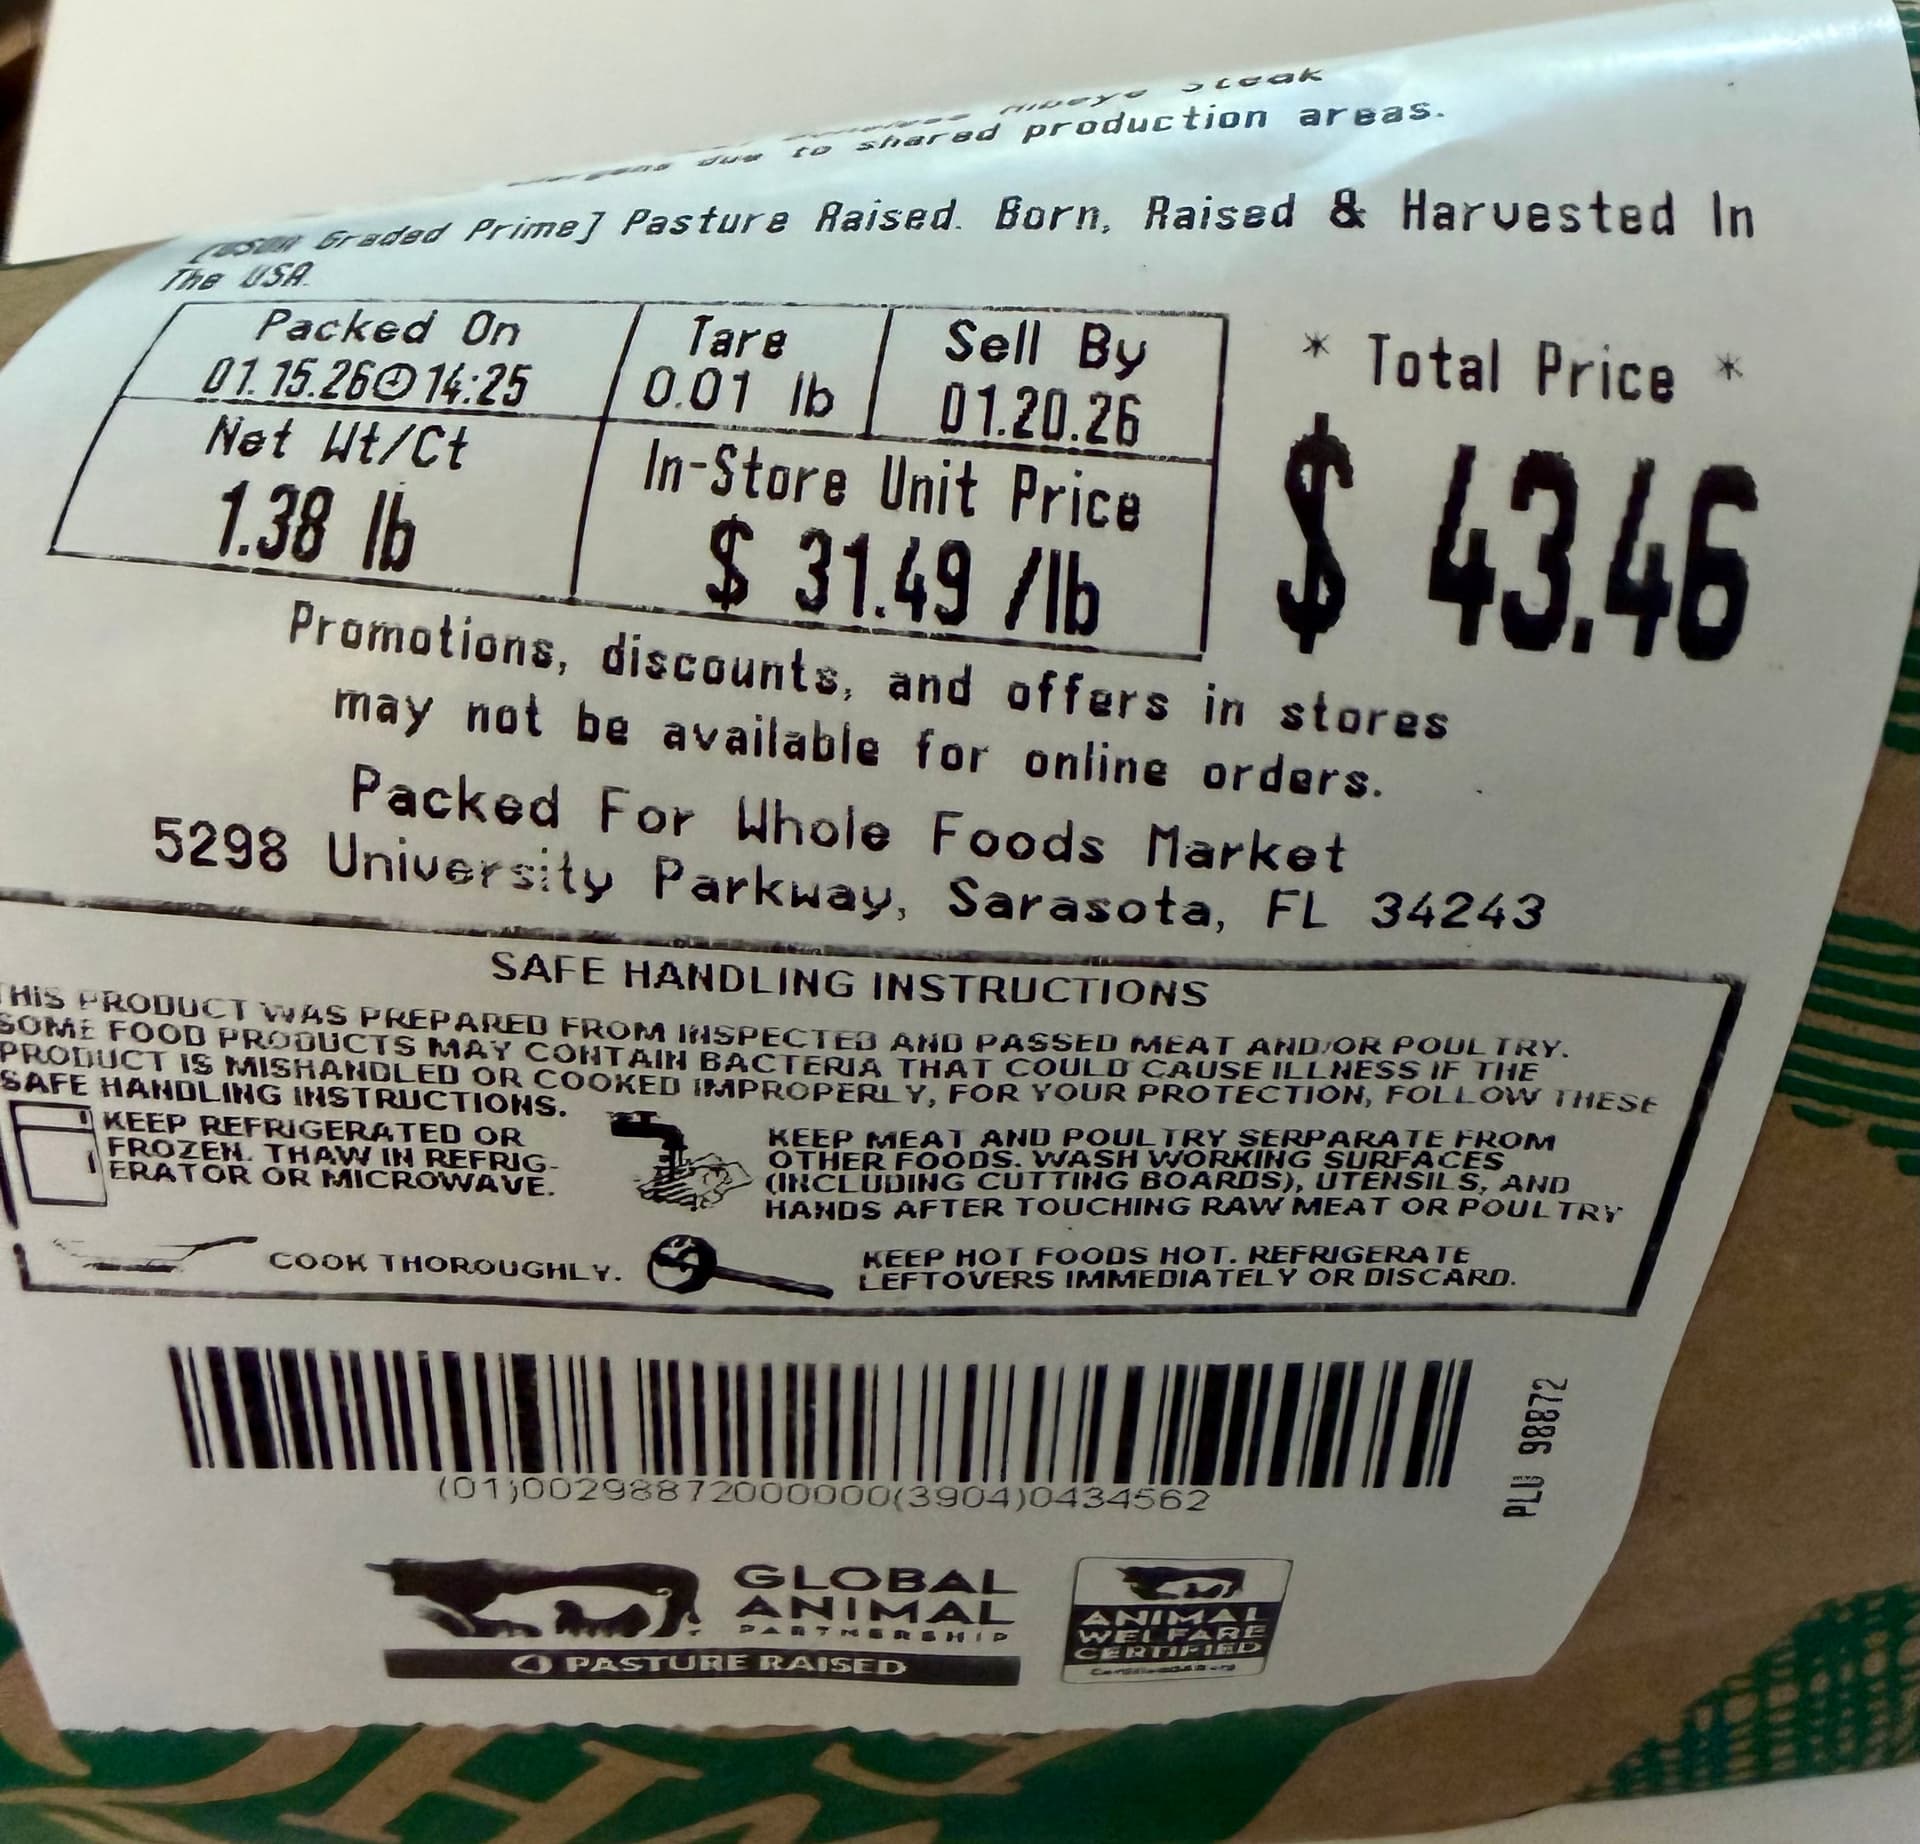 Ribeye Steak
due to shared production areas.
[USDA Graded Prime] Pasture Raised. Born, Raised & Harvested In
The USA.
Packed On
01.15.26 14:25
Tare
0.01 lb
Sell By
01.20.26
Net Wt/Ct
1.38 lb
In-Store Unit Price
$ 31.49 /lb
* Total Price *
$ 43.46
Promotions, discounts, and offers in stores
may not be available for online orders.
Packed For Whole Foods Market
5298 University Parkway, Sarasota, FL 34243
SAFE HANDLING INSTRUCTIONS
THIS PRODUCT WAS PREPARED FROM INSPECTED AND PASSED MEAT AND/OR POULTRY.
SOME FOOD PRODUCTS MAY CONTAIN BACTERIA THAT COULD CAUSE ILLNESS IF THE
PRODUCT IS MISHANDLED OR COOKED IMPROPERLY, FOR YOUR PROTECTION, FOLLOW THESE
SAFE HANDLING INSTRUCTIONS.
KEEP REFRIGERATED OR
FROZEN. THAW IN REFRIG-
ERATOR OR MICROWAVE.
KEEP MEAT AND POULTRY SERPARATE FROM
OTHER FOODS. WASH WORKING SURFACES
(INCLUDING CUTTING BOARDS), UTENSILS, AND
HANDS AFTER TOUCHING RAW MEAT OR POULTRY
COOK THOROUGHLY.
KEEP HOT FOODS HOT. REFRIGERATE
LEFTOVERS IMMEDIATELY OR DISCARD.
(01)00298872000000(3904)0434562
PLU 98872
GLOBAL
ANIMAL
PARTNERSHIP
4 PASTURE RAISED
ANIMAL
WELFARE
CERTIFIED